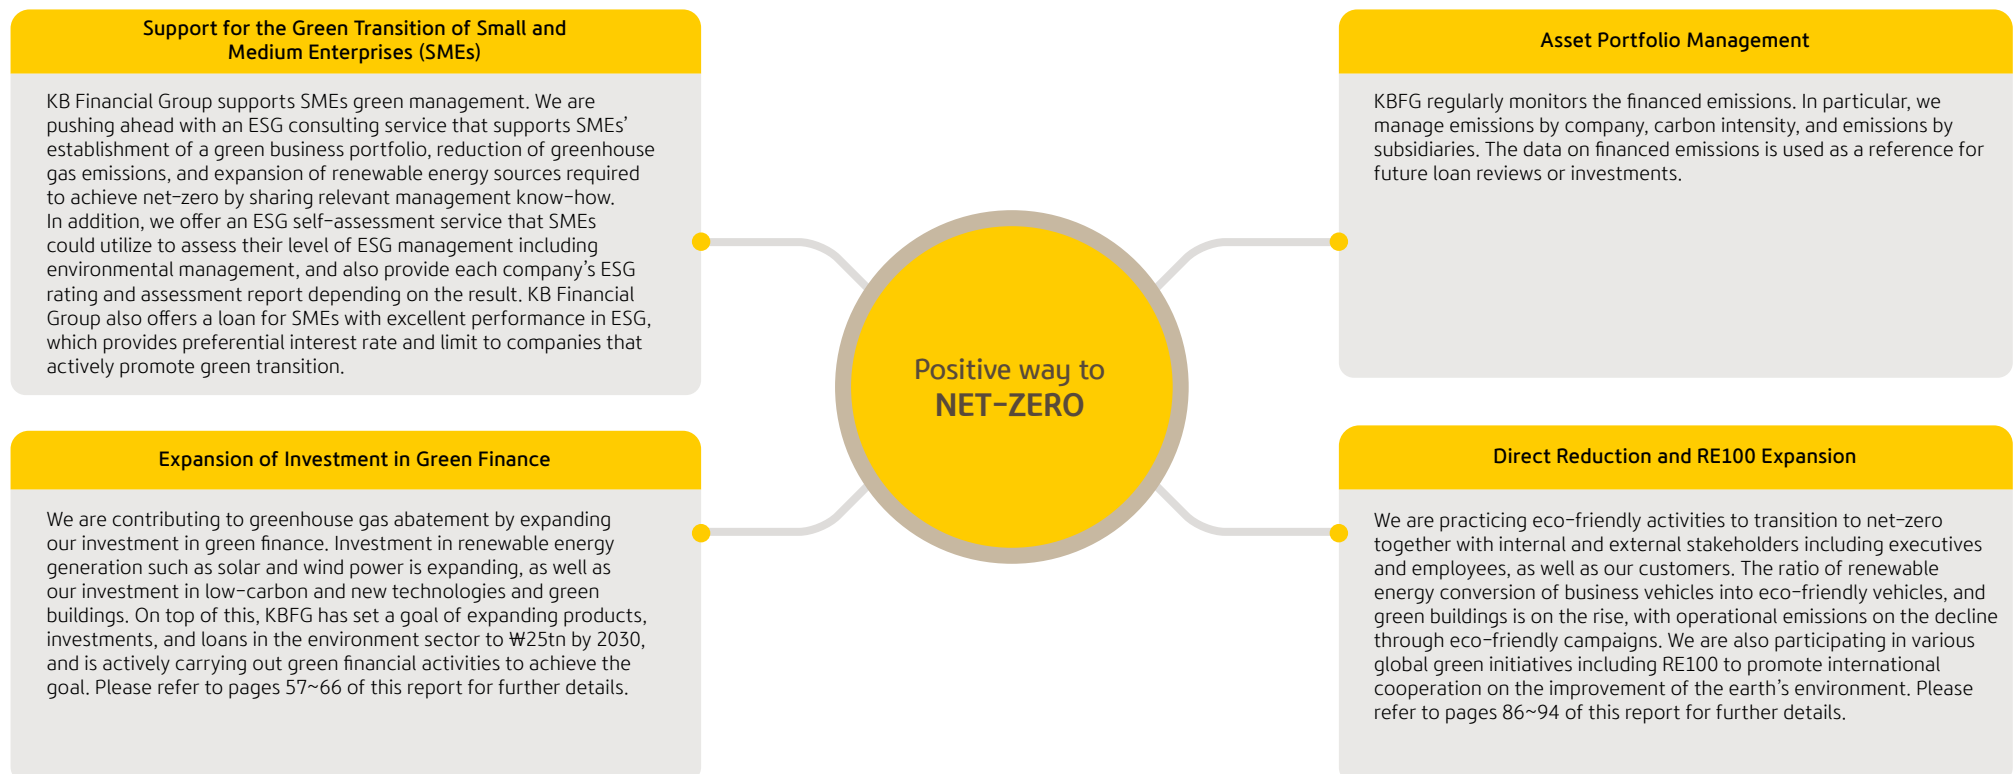 Support for the Green Transition of Small and
Medium Enterprises (SMEs)
KB Financial Group supports SMEs green management. We are
pushing ahead with an ESG consulting service that supports SMEs’
establishment of a green business portfolio, reduction of greenhouse
gas emissions, and expansion of renewable energy sources required
to achieve net-zero by sharing relevant management know-how.
In addition, we offer an ESG self-assessment service that SMEs
could utilize to assess their level of ESG management including
environmental management, and also provide each company’s ESG
rating and assessment report depending on the result. KB Financial
Group also offers a loan for SMEs with excellent performance in ESG,
which provides preferential interest rate and limit to companies that
actively promote green transition.
Asset Portfolio Management
KBFG regularly monitors the financed emissions. In particular, we
manage emissions by company, carbon intensity, and emissions by
subsidiaries. The data on financed emissions is used as a reference for
future loan reviews or investments.
Positive way to
NET-ZERO
Expansion of Investment in Green Finance
We are contributing to greenhouse gas abatement by expanding
our investment in green finance. Investment in renewable energy
generation such as solar and wind power is expanding, as well as
our investment in low-carbon and new technologies and green
buildings. On top of this, KBFG has set a goal of expanding products,
investments, and loans in the environment sector to ₩25tn by 2030,
and is actively carrying out green financial activities to achieve the
goal. Please refer to pages 57~66 of this report for further details.
Direct Reduction and RE100 Expansion
We are practicing eco-friendly activities to transition to net-zero
together with internal and external stakeholders including executives
and employees, as well as our customers. The ratio of renewable
energy conversion of business vehicles into eco-friendly vehicles, and
green buildings is on the rise, with operational emissions on the decline
through eco-friendly campaigns. We are also participating in various
global green initiatives including RE100 to promote international
cooperation on the improvement of the earth’s environment. Please
refer to pages 86~94 of this report for further details.